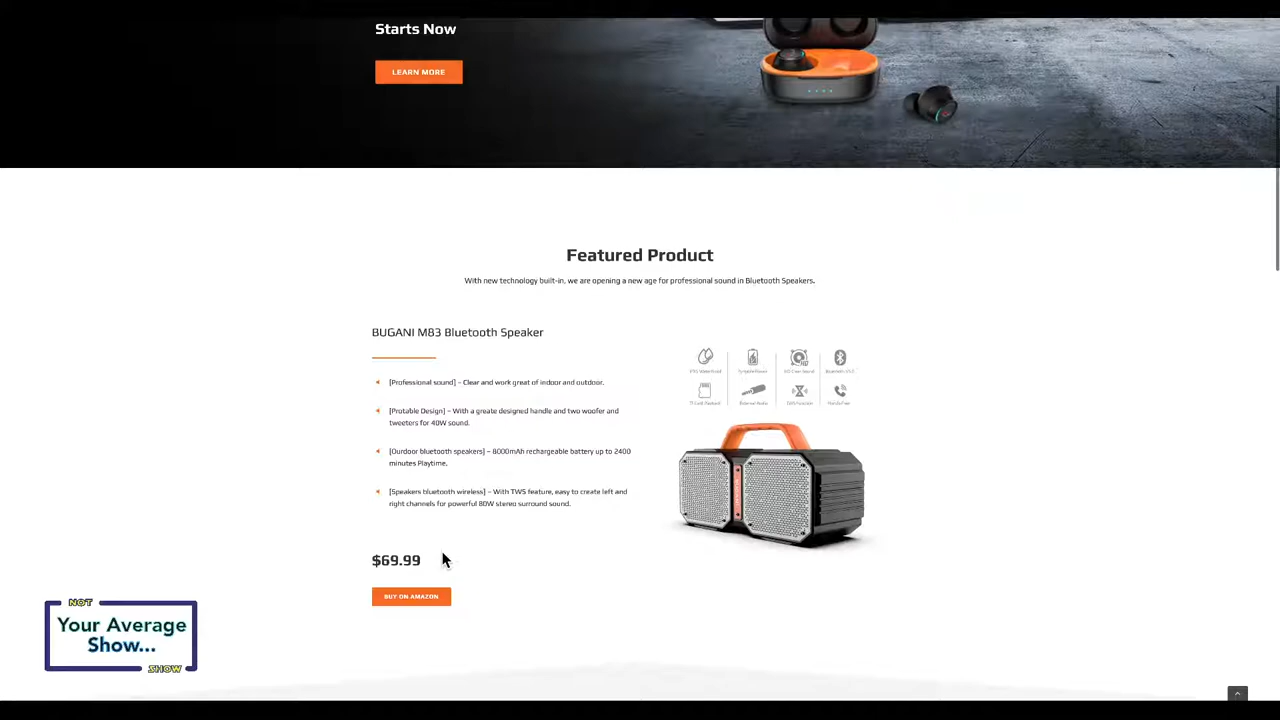 Starts Now
LEARN MORE
Featured Product
With new technology built-in, we are opening a new age for professional sound in Bluetooth Speakers.
BUGANI M83 Bluetooth Speaker
[Professional sound] – Clear and work great of indoor and outdoor.
[Protable Design] – With a greate designed handle and two woofer and
tweeters for 40W sound.
[Ourdoor bluetooth speakers] – 8000mAh rechargeable battery up to 2400
minutes Playtime.
[Speakers bluetooth wireless] – With TWS feature, easy to create left and
right channels for powerful 80W stereo surround sound.
$69.99
BUY ON AMAZON
NOT
Your Average
Show...
SHOW